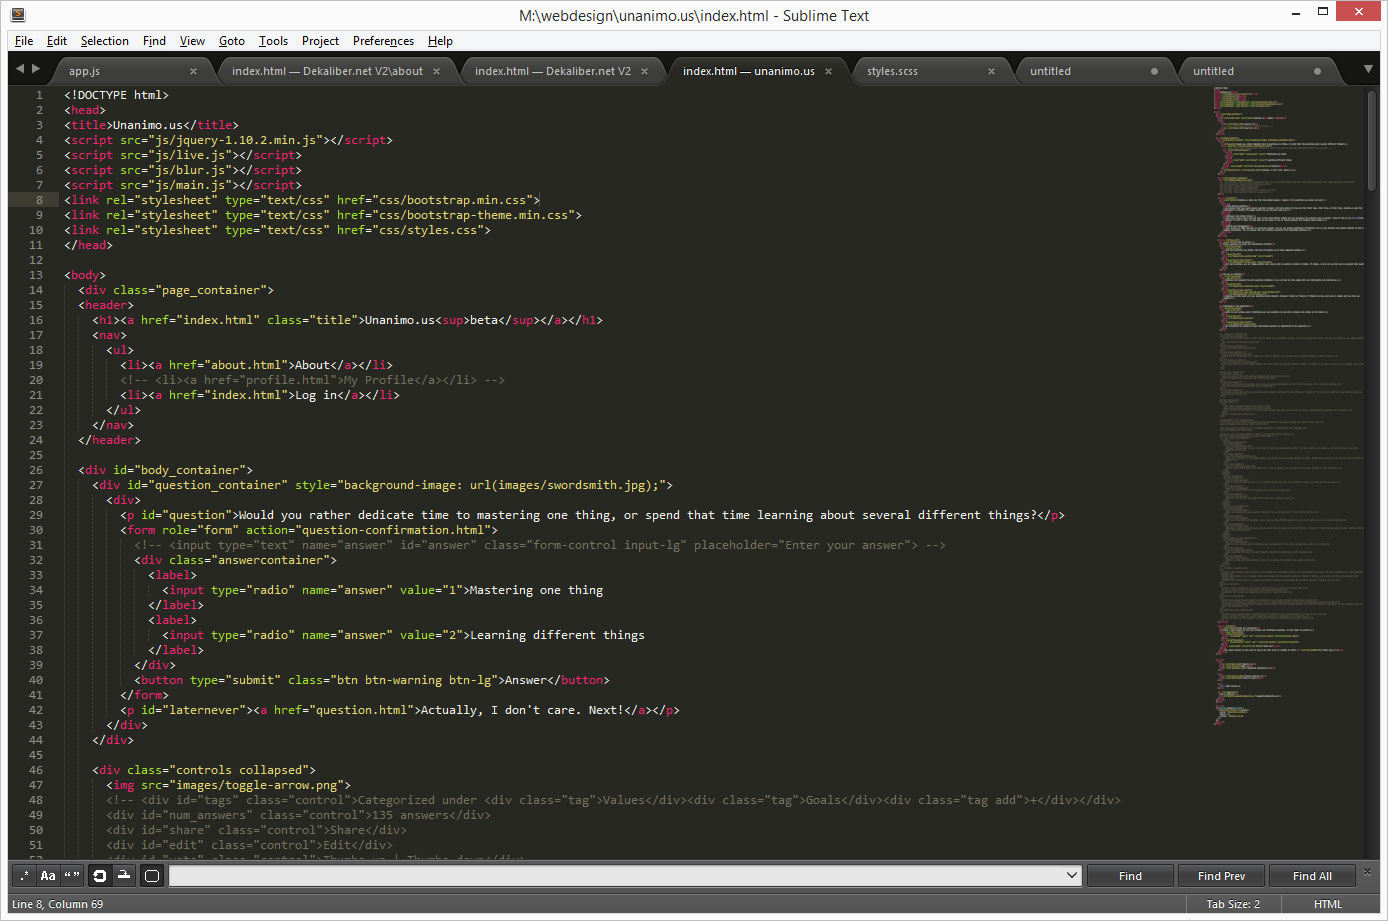 M:\webdesign\unanimo.us\index.html - Sublime Text
File Edit Selection Find View Goto Tools Project Preferences Help
app.js × index.html — Dekaliber.net V2\about × index.html — Dekaliber.net V2 × index.html — unanimo.us × styles.scss × untitled untitled
1 <!DOCTYPE html>
2 <head>
3 <title>Unanimo.us</title>
4 <script src="js/jquery-1.10.2.min.js"></script>
5 <script src="js/live.js"></script>
6 <script src="js/blur.js"></script>
7 <script src="js/main.js"></script>
8 <link rel="stylesheet" type="text/css" href="css/bootstrap.min.css">
9 <link rel="stylesheet" type="text/css" href="css/bootstrap-theme.min.css">
10 <link rel="stylesheet" type="text/css" href="css/styles.css">
11 </head>
12
13 <body>
14 <div class="page_container">
15 <header>
16 <h1><a href="index.html" class="title">Unanimo.us<sup>beta</sup></a></h1>
17 <nav>
18 <ul>
19 <li><a href="about.html">About</a></li>
20 <!-- <li><a href="profile.html">My Profile</a></li> -->
21 <li><a href="index.html">Log in</a></li>
22 </ul>
23 </nav>
24 </header>
25
26 <div id="body_container">
27 <div id="question_container" style="background-image: url(images/swordsmith.jpg);">
28 <div>
29 <p id="question">Would you rather dedicate time to mastering one thing, or spend that time learning about several different things?</p>
30 <form role="form" action="question-confirmation.html">
31 <!-- <input type="text" name="answer" id="answer" class="form-control input-lg" placeholder="Enter your answer"> -->
32 <div class="answercontainer">
33 <label>
34 <input type="radio" name="answer" value="1">Mastering one thing
35 </label>
36 <label>
37 <input type="radio" name="answer" value="2">Learning different things
38 </label>
39 </div>
40 <button type="submit" class="btn btn-warning btn-lg">Answer</button>
41 </form>
42 <p id="laternever"><a href="question.html">Actually, I don't care. Next!</a></p>
43 </div>
44 </div>
45
46 <div class="controls collapsed">
47 <img src="images/toggle-arrow.png">
48 <!-- <div id="tags" class="control">Categorized under <div class="tag">Values</div><div class="tag">Goals</div><div class="tag add">+</div></div>
49 <div id="num_answers" class="control">135 answers</div>
50 <div id="share" class="control">Share</div>
51 <div id="edit" class="control">Edit</div>
.* Aa “” Find Find Prev Find All ×
Line 8, Column 69 Tab Size: 2 HTML